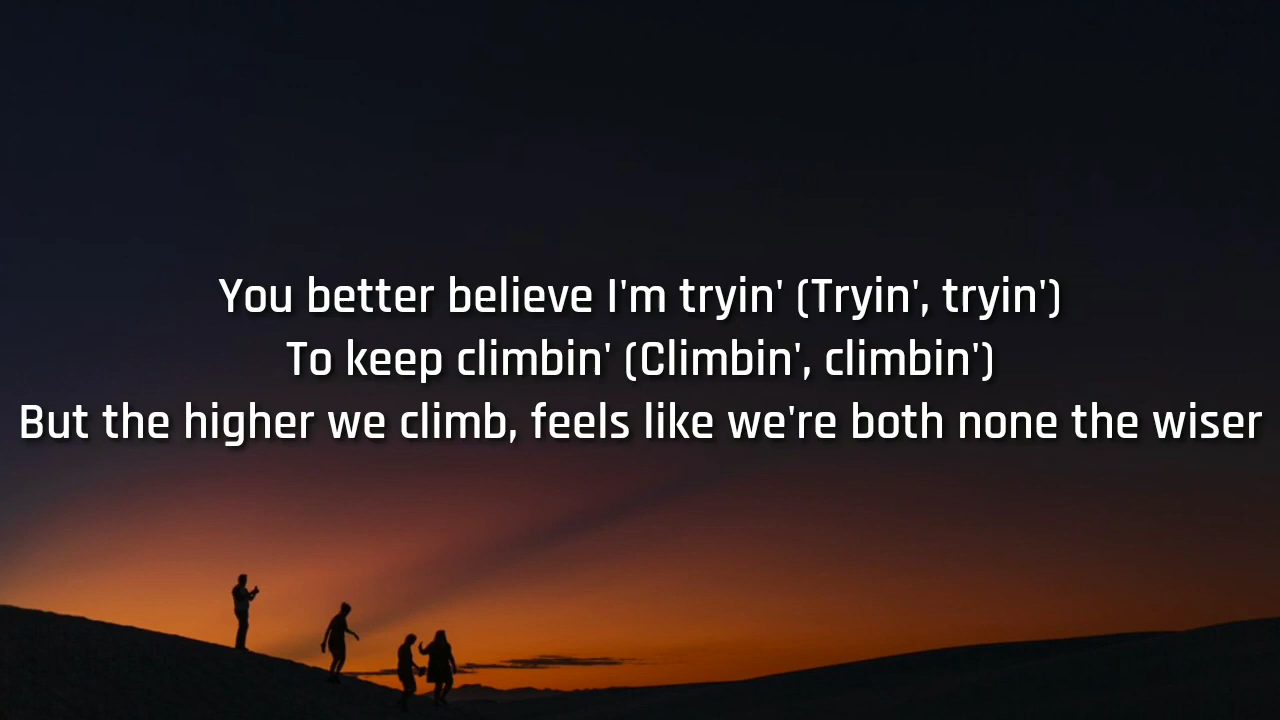 You better believe I'm tryin' (Tryin', tryin')
To keep climbin' (Climbin', climbin')
But the higher we climb, feels like we're both none the wiser